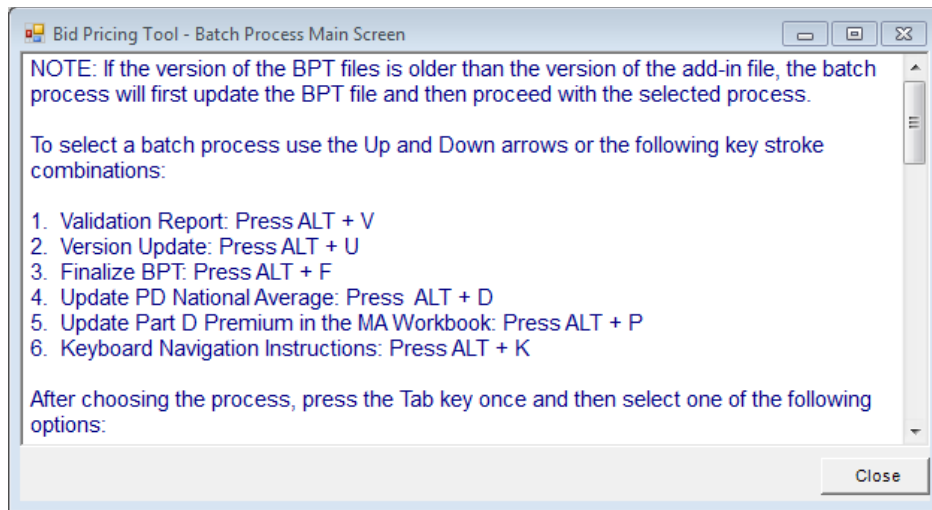 Bid Pricing Tool - Batch Process Main Screen
NOTE: If the version of the BPT files is older than the version of the add-in file, the batch
process will first update the BPT file and then proceed with the selected process.
To select a batch process use the Up and Down arrows or the following key stroke
combinations:
1. Validation Report: Press ALT + V
2. Version Update: Press ALT + U
3. Finalize BPT: Press ALT + F
4. Update PD National Average: Press ALT + D
5. Update Part D Premium in the MA Workbook: Press ALT + P
6. Keyboard Navigation Instructions: Press ALT + K
After choosing the process, press the Tab key once and then select one of the following
options:
Close